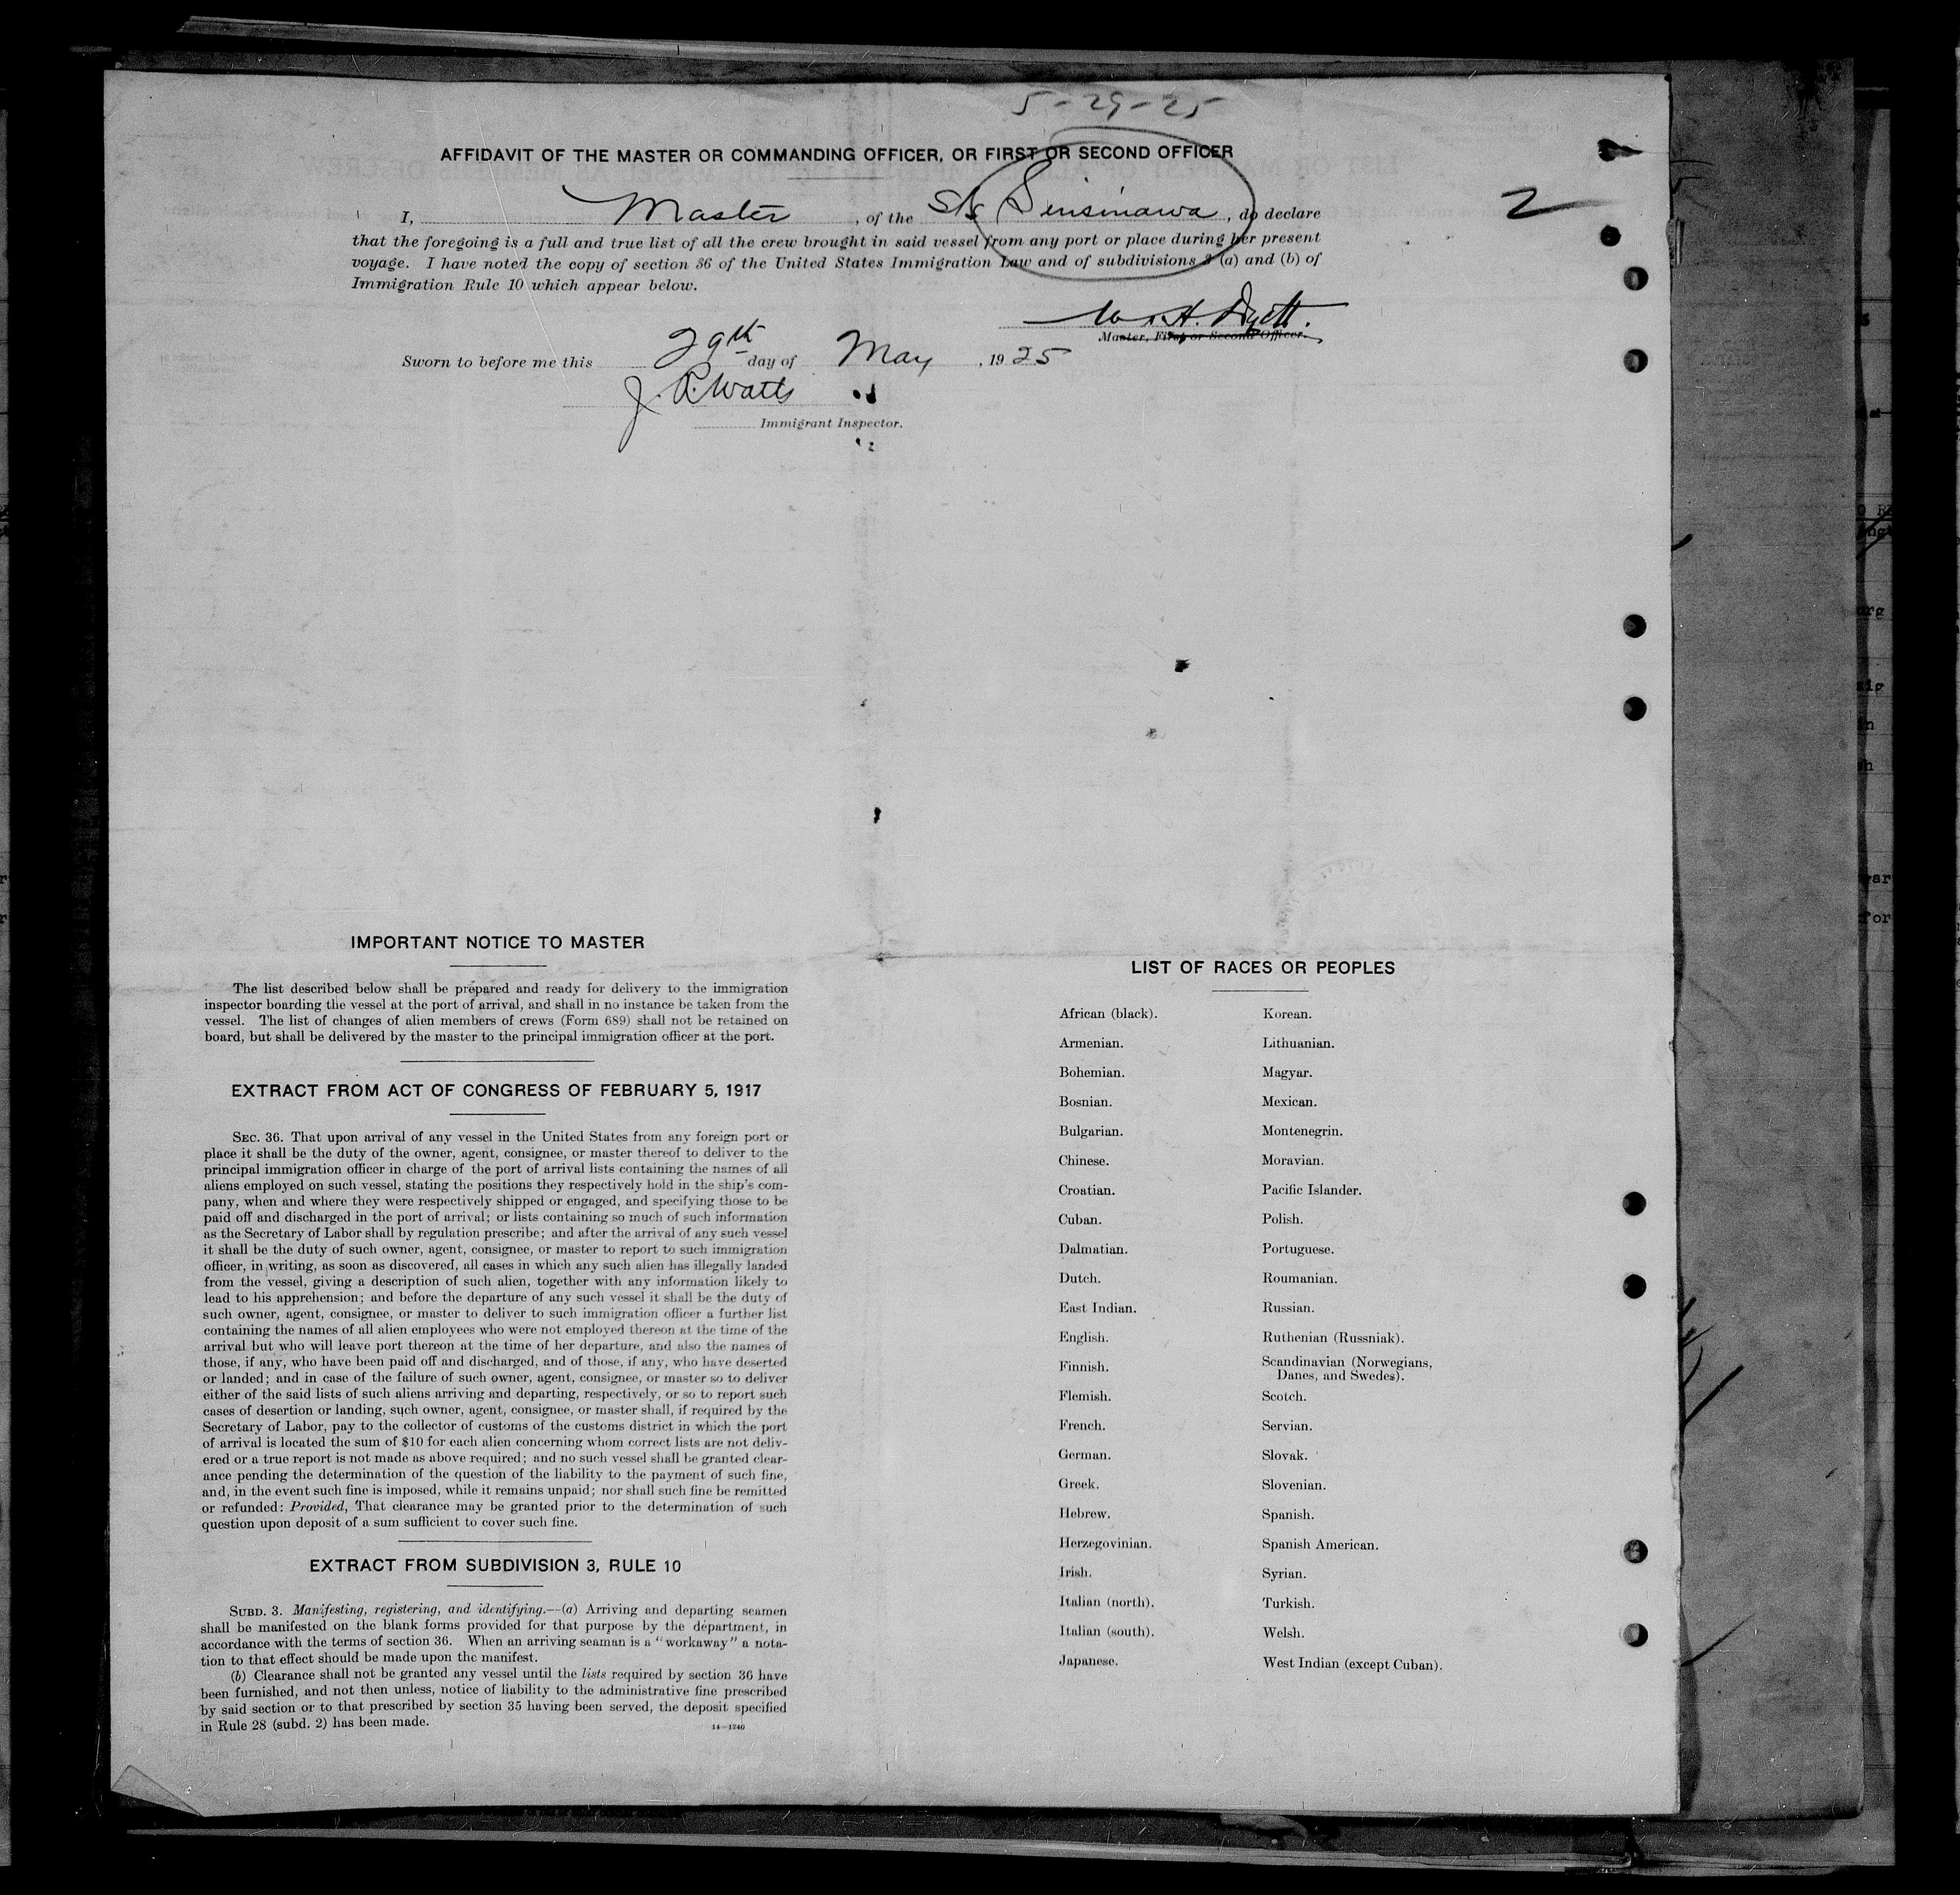 5-29-25
AFFIDAVIT OF THE MASTER OR COMMANDING OFFICER, OR FIRST OR SECOND OFFICER
I, Master, of the S/S Sinsinawa, do declare
that the foregoing is a full and true list of all the crew brought in said vessel from any port or place during her present
voyage. I have noted the copy of section 36 of the United States Immigration Law and of subdivisions 3 (a) and (b) of
Immigration Rule 10 which appear below.
2
W. H. Dyett.
Master, First or Second Officer.
Sworn to before me this 29th day of May, 1925
J. R. Watts
Immigrant Inspector.
IMPORTANT NOTICE TO MASTER
The list described below shall be prepared and ready for delivery to the immigration
inspector boarding the vessel at the port of arrival, and shall in no instance be taken from the
vessel. The list of changes of alien members of crews (Form 689) shall not be retained on
board, but shall be delivered by the master to the principal immigration officer at the port.
EXTRACT FROM ACT OF CONGRESS OF FEBRUARY 5, 1917
SEC. 36. That upon arrival of any vessel in the United States from any foreign port or
place it shall be the duty of the owner, agent, consignee, or master thereof to deliver to the
principal immigration officer in charge of the port of arrival lists containing the names of all
aliens employed on such vessel, stating the positions they respectively hold in the ship's com-
pany, when and where they were respectively shipped or engaged, and specifying those to be
paid off and discharged in the port of arrival; or lists containing so much of such information
as the Secretary of Labor shall by regulation prescribe; and after the arrival of any such vessel
it shall be the duty of such owner, agent, consignee, or master to report to such immigration
officer, in writing, as soon as discovered, all cases in which any such alien has illegally landed
from the vessel, giving a description of such alien, together with any information likely to
lead to his apprehension; and before the departure of any such vessel it shall be the duty of
such owner, agent, consignee, or master to deliver to such immigration officer a further list
containing the names of all alien employees who were not employed thereon at the time of the
arrival but who will leave port thereon at the time of her departure, and also the names of
those, if any, who have been paid off and discharged, and of those, if any, who have deserted
or landed; and in case of the failure of such owner, agent, consignee, or master so to deliver
either of the said lists of such aliens arriving and departing, respectively, or so to report such
cases of desertion or landing, such owner, agent, consignee, or master shall, if required by the
Secretary of Labor, pay to the collector of customs of the customs district in which the port
of arrival is located the sum of $10 for each alien concerning whom correct lists are not deliv-
ered or a true report is not made as above required; and no such vessel shall be granted clear-
ance pending the determination of the question of the liability to the payment of such fine,
and, in the event such fine is imposed, while it remains unpaid; nor shall such fine be remitted
or refunded: Provided, That clearance may be granted prior to the determination of such
question upon deposit of a sum sufficient to cover such fine.
EXTRACT FROM SUBDIVISION 3, RULE 10
SUBD. 3. Manifesting, registering, and identifying.—(a) Arriving and departing seamen
shall be manifested on the blank forms provided for that purpose by the department, in
accordance with the terms of section 36. When an arriving seaman is a "workaway" a nota-
tion to that effect should be made upon the manifest.
(b) Clearance shall not be granted any vessel until the lists required by section 36 have
been furnished, and not then unless, notice of liability to the administrative fine prescribed
by said section or to that prescribed by section 35 having been served, the deposit specified
in Rule 28 (subd. 2) has been made.
14—1240
LIST OF RACES OR PEOPLES
African (black).
Armenian.
Bohemian.
Bosnian.
Bulgarian.
Chinese.
Croatian.
Cuban.
Dalmatian.
Dutch.
East Indian.
English.
Finnish.
Flemish.
French.
German.
Greek.
Hebrew.
Herzegovinian.
Irish.
Italian (north).
Italian (south).
Japanese.
Korean.
Lithuanian.
Magyar.
Mexican.
Montenegrin.
Moravian.
Pacific Islander.
Polish.
Portuguese.
Roumanian.
Russian.
Ruthenian (Russniak).
Scandinavian (Norwegians,
Danes, and Swedes).
Scotch.
Servian.
Slovak.
Slovenian.
Spanish.
Spanish American.
Syrian.
Turkish.
Welsh.
West Indian (except Cuban).